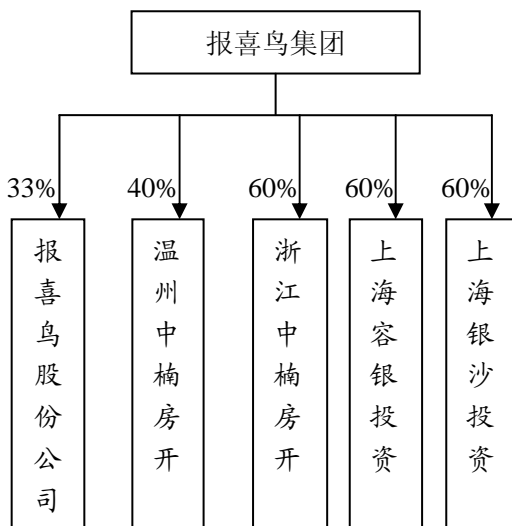 报喜鸟集团
33% 40% 60% 60% 60%
报喜鸟股份公司
温州中楠房开
浙江中楠房开
上海容银投资
上海银沙投资